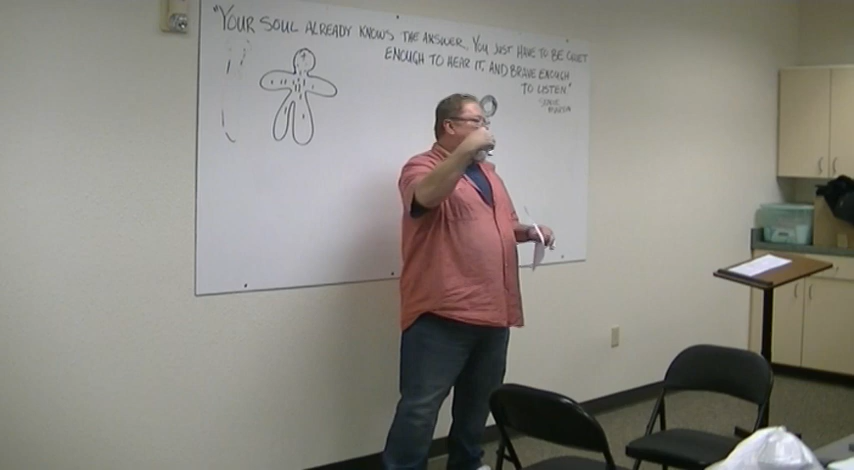 "YOUR SOUL ALREADY KNOWS THE ANSWER. YOU JUST HAVE TO BE QUIET
ENOUGH TO HEAR IT, AND BRAVE ENOUGH
TO LISTEN"